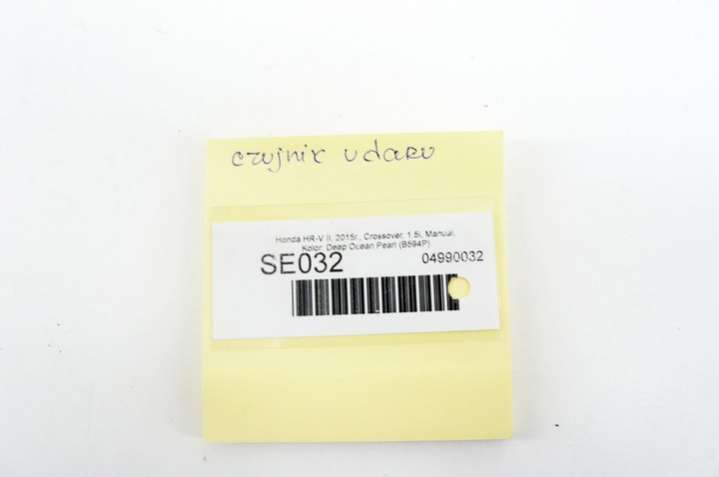 czujnik udaru
Honda HR-V II, 2015r., Crossover, 1.5i, Manual.
Kolor: Deep Ocean Pearl (B594P)
SE032
04990032